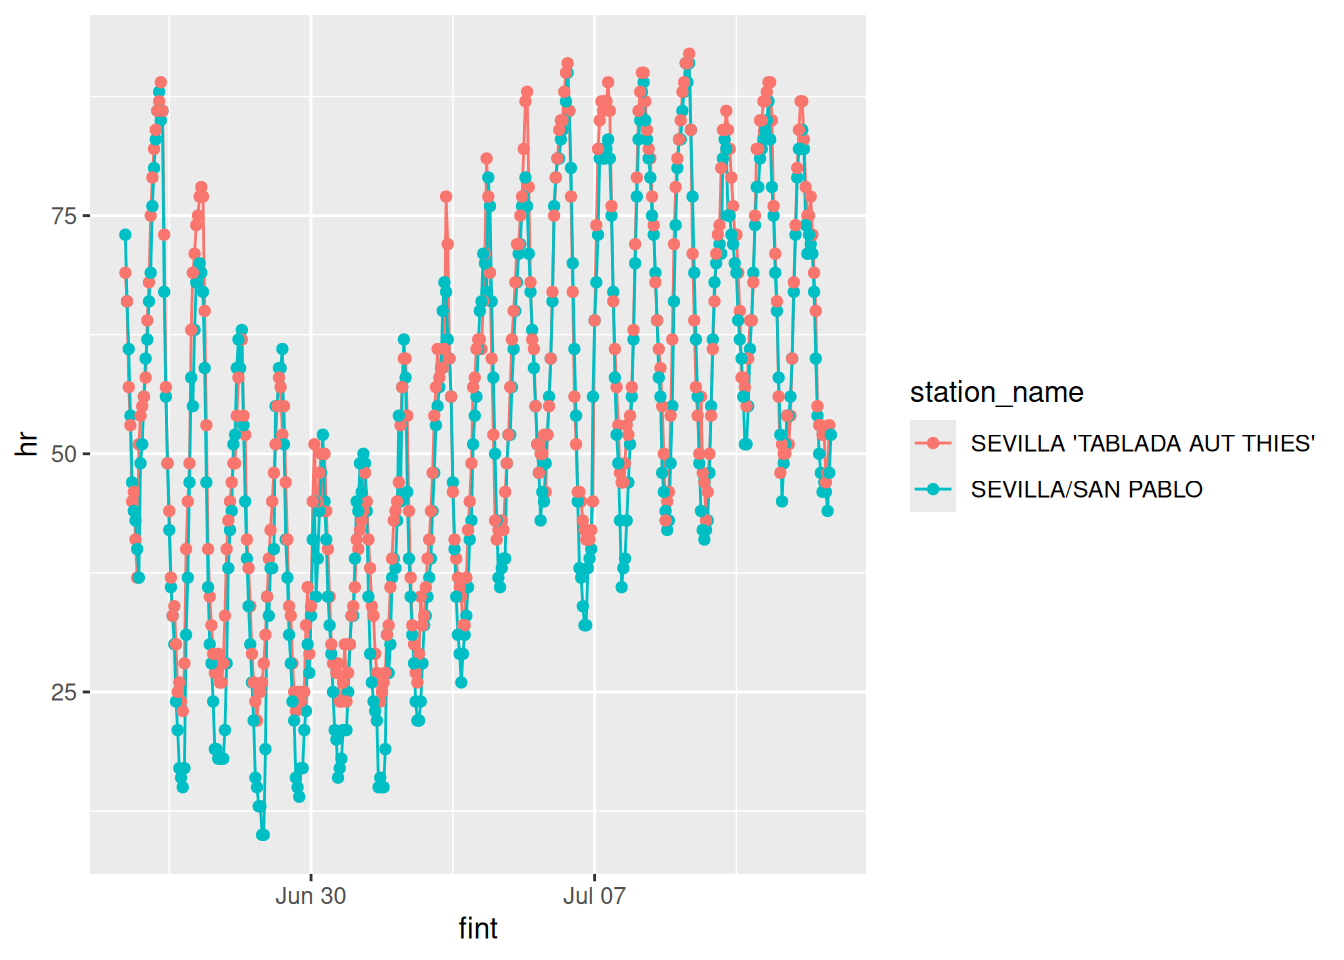 hr
75
50
25
Jun 30
Jul 07
fint
station_name
SEVILLA 'TABLADA AUT THIES'
SEVILLA/SAN PABLO